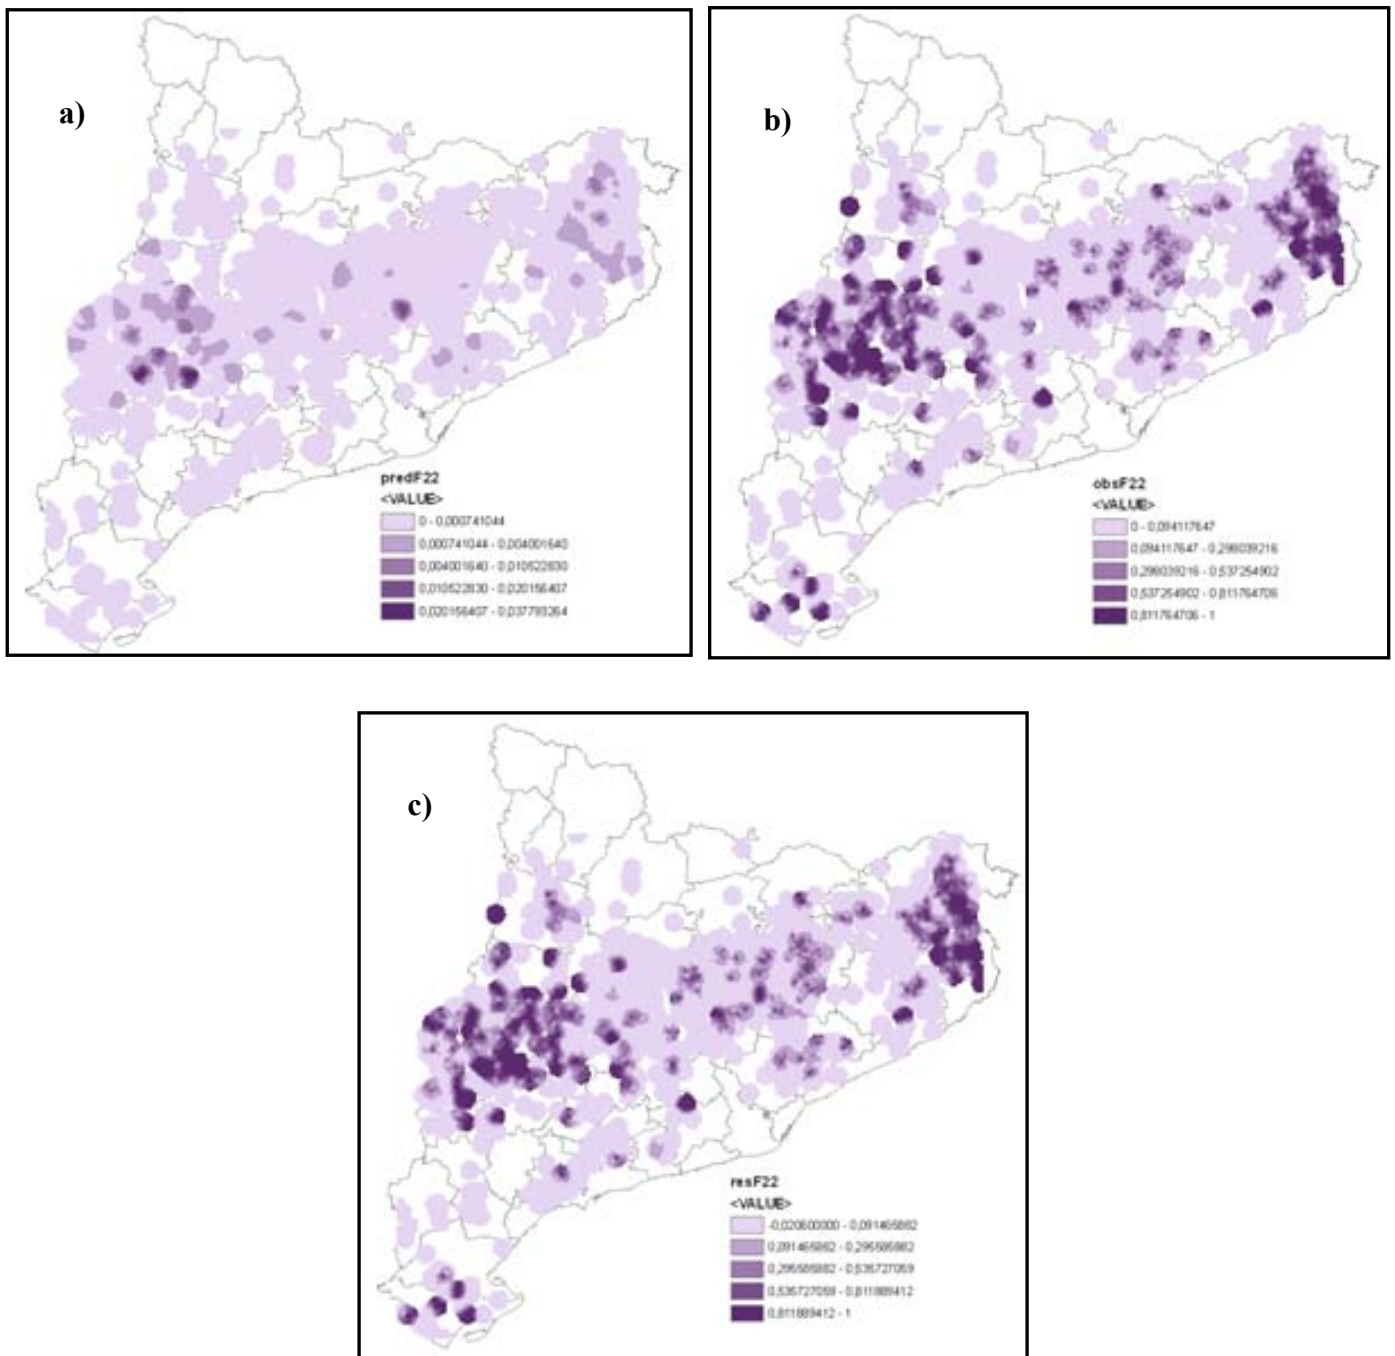 a)
predF22
<VALUE>
0 - 0,000741044
0,000741044 - 0,004001640
0,004001640 - 0,010522830
0,010522830 - 0,020156407
0,020156407 - 0,037793264
b)
obsF22
<VALUE>
0 - 0,094117647
0,094117647 - 0,298039216
0,298039216 - 0,537254902
0,537254902 - 0,811764706
0,811764706 - 1
c)
resF22
<VALUE>
-0,020600000 - 0,091465882
0,091465882 - 0,295585882
0,295585882 - 0,535727059
0,535727059 - 0,811889412
0,811889412 - 1